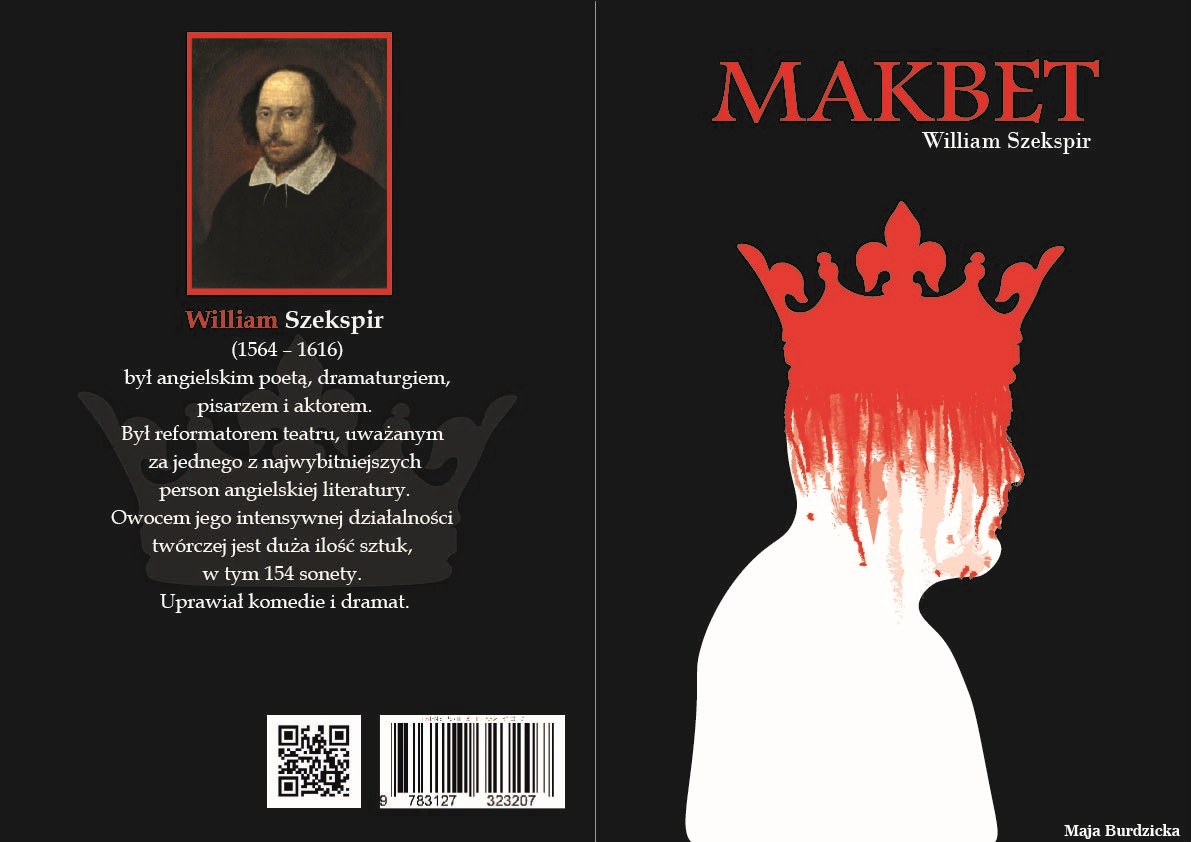 William Szekspir
(1564 – 1616)
był angielskim poetą, dramaturgiem,
pisarzem i aktorem.
Był reformatorem teatru, uważanym
za jednego z najwybitniejszych
person angielskiej literatury.
Owocem jego intensywnej działalności
twórczej jest duża ilość sztuk,
w tym 154 sonety.
Uprawiał komedie i dramat.
9 783127 323207
MAKBET
William Szekspir
Maja Burdzicka